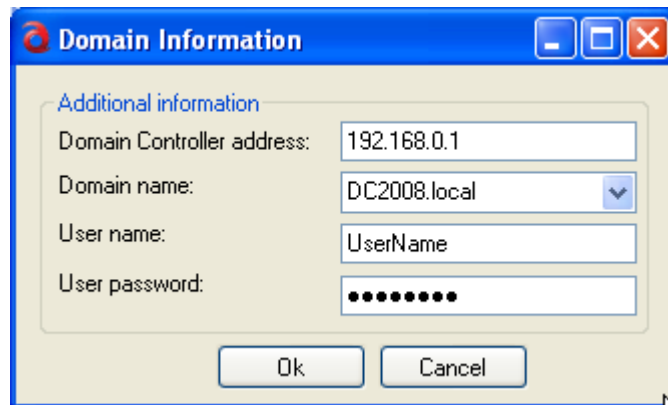 Domain Information
Additional information
Domain Controller address: 192.168.0.1
Domain name: DC2008.local
User name: UserName
User password: ●●●●●●●●
Ok Cancel